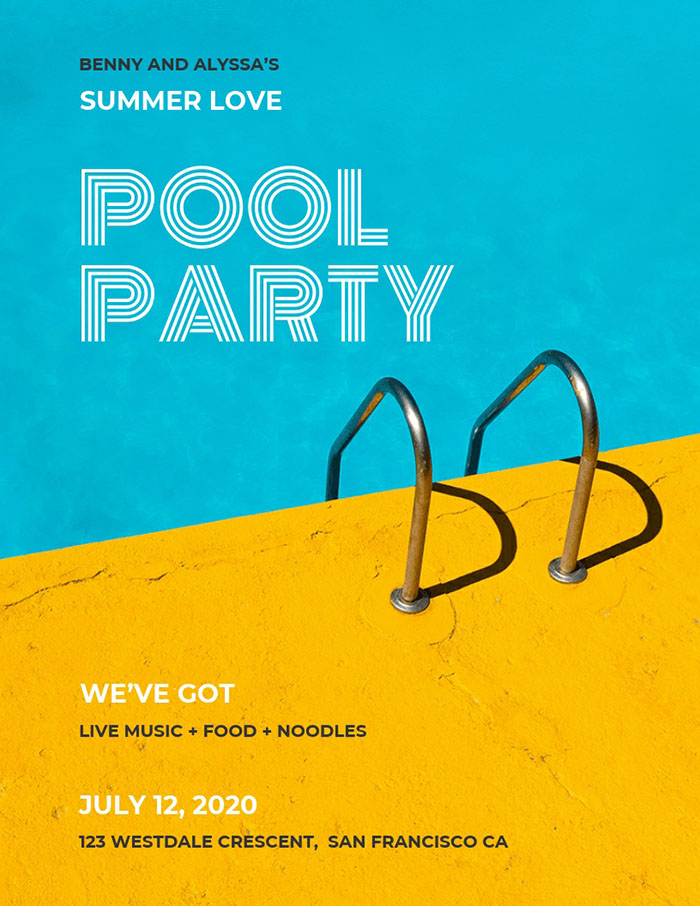 BENNY AND ALYSSA'S
SUMMER LOVE
POOL
PARTY
WE'VE GOT
LIVE MUSIC + FOOD + NOODLES
JULY 12, 2020
123 WESTDALE CRESCENT, SAN FRANCISCO CA